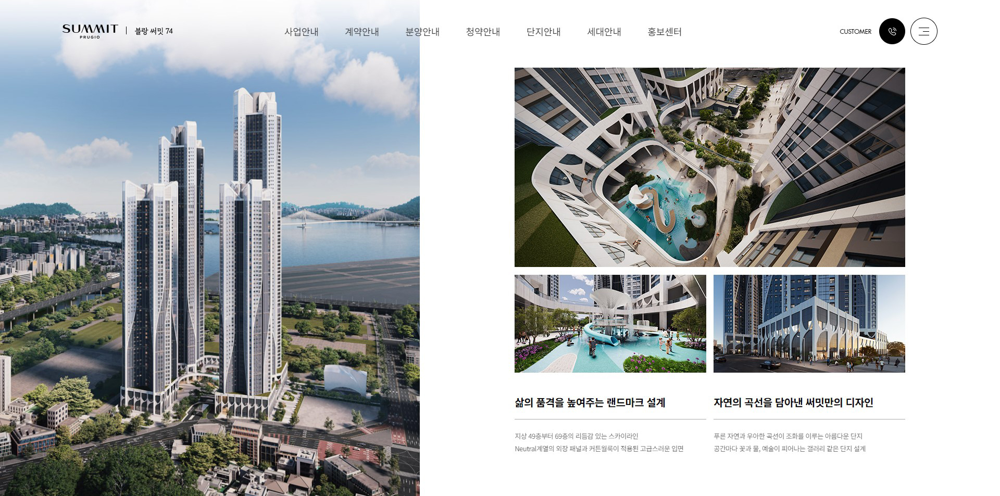 SUMMIT
PRUGIO
블랑 써밋 74
사업안내
계약안내
분양안내
청약안내
단지안내
세대안내
홍보센터
CUSTOMER
삶의 품격을 높여주는 랜드마크 설계
지상 49층부터 69층의 리듬감 있는 스카이라인
Neutral계열의 외장 패널과 커튼월룩이 적용된 고급스러운 입면
자연의 곡선을 담아낸 써밋만의 디자인
푸른 자연과 우아한 곡선이 조화를 이루는 아름다운 단지
공간마다 꽃과 물, 예술이 피어나는 갤러리 같은 단지 설계